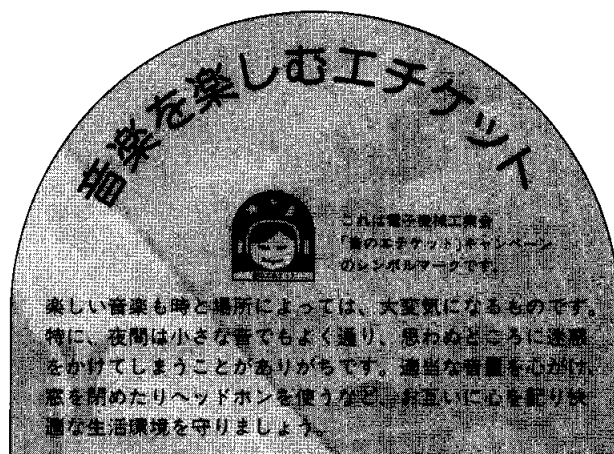 音楽を楽しむエチケット
これは電子機械工業会
「音のエチケット」キャンペーン
のシンボルマークです。
楽しい音楽も時と場所によっては、大変気になるものです。
特に、夜間は小さな音でもよく通り、思わぬところに迷惑
をかけてしまうことがありがちです。適当な音量を心がけ、
窓を閉めたりヘッドホンを使うなど、お互いに心を配り快
適な生活環境を守りましょう。